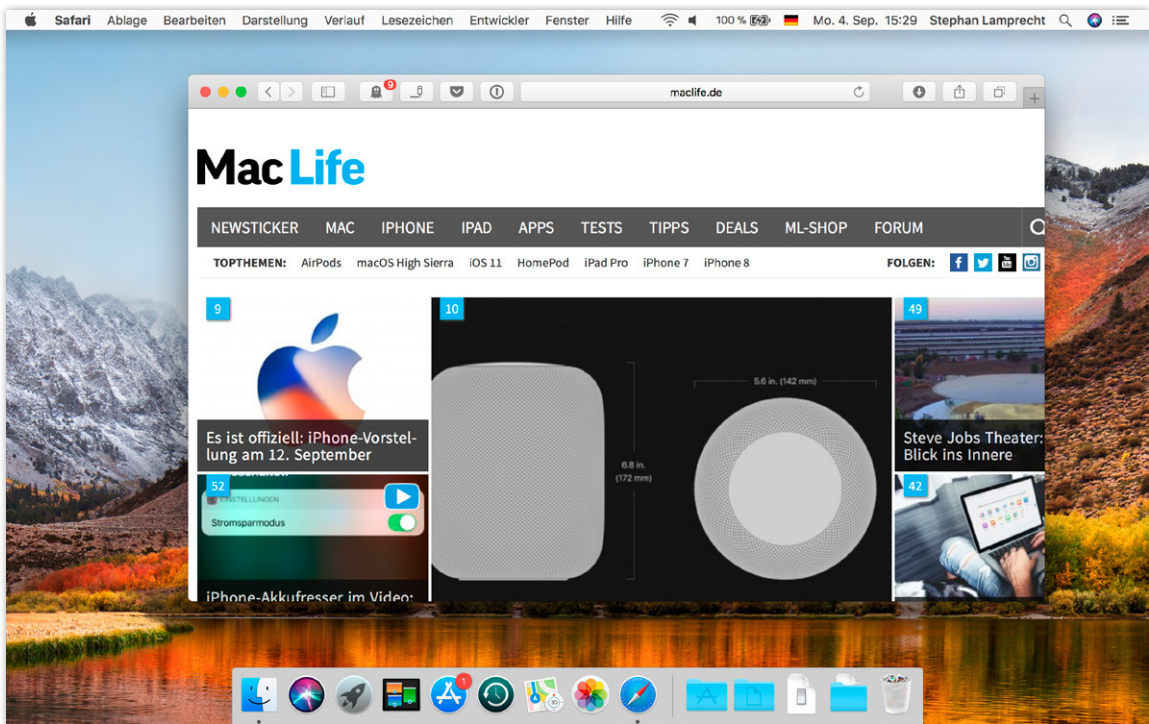 Safari Ablage Bearbeiten Darstellung Verlauf Lesezeichen Entwickler Fenster Hilfe 100 % Mo. 4. Sep. 15:29 Stephan Lamprecht
9
maclife.de
Mac Life
NEWSTICKER MAC IPHONE IPAD APPS TESTS TIPPS DEALS ML-SHOP FORUM
TOPTHEMEN: AirPods macOS High Sierra iOS 11 HomePod iPad Pro iPhone 7 iPhone 8 FOLGEN:
9
Es ist offiziell: iPhone-Vorstel-
lung am 12. September
52
EINSTELLUNGEN
Stromsparmodus
iPhone-Akkufresser im Video:
10
5.6 in. (142 mm)
6.8 in.
(172 mm)
49
Steve Jobs Theater:
Blick ins Innere
42
1